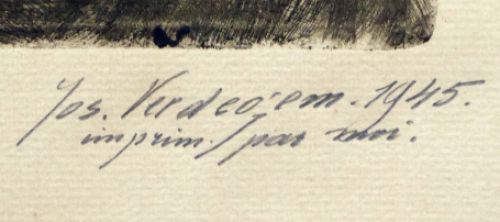 Jos. Verdegem. 1945.
imprim. par moi.